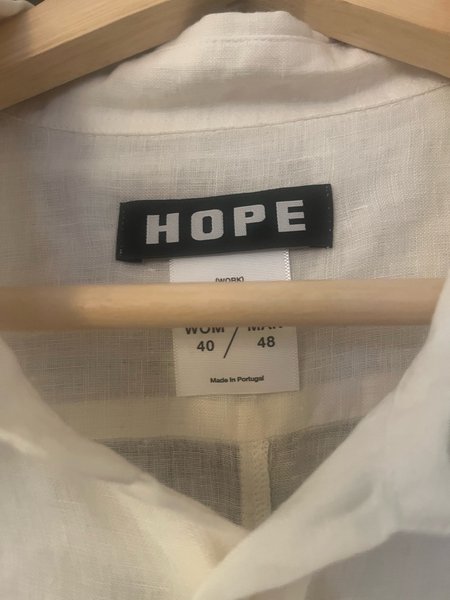 HOPE
(WORK)
WOM / MAN
40 / 48
Made in Portugal